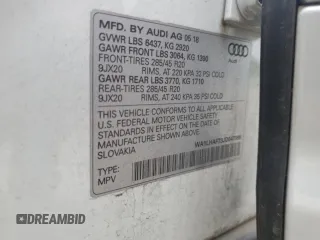 MFD. BY AUDI AG 05 18
GVWR LBS 6437, KG 2920
GAWR FRONT LBS 3064, KG 1390
FRONT-TIRES 285/45 R20
9JX20 RIMS, AT 220 KPA 32 PSI COLD
GAWR REAR LBS 3770, KG 1710
REAR-TIRES 285/45 R20
9JX20 RIMS, AT 240 KPA 35 PSI COLD
Audi
THIS VEHICLE CONFORMS TO ALL APPLICABLE
U.S. FEDERAL MOTOR VEHICLE SAFETY
STANDARDS IN EFFECT ON THE DATE OF
MANUFACTURE SHOWN ABOVE.
SLOVAKIA
TYPE:
MPV
DREAMBID
OTOBIDMASTER